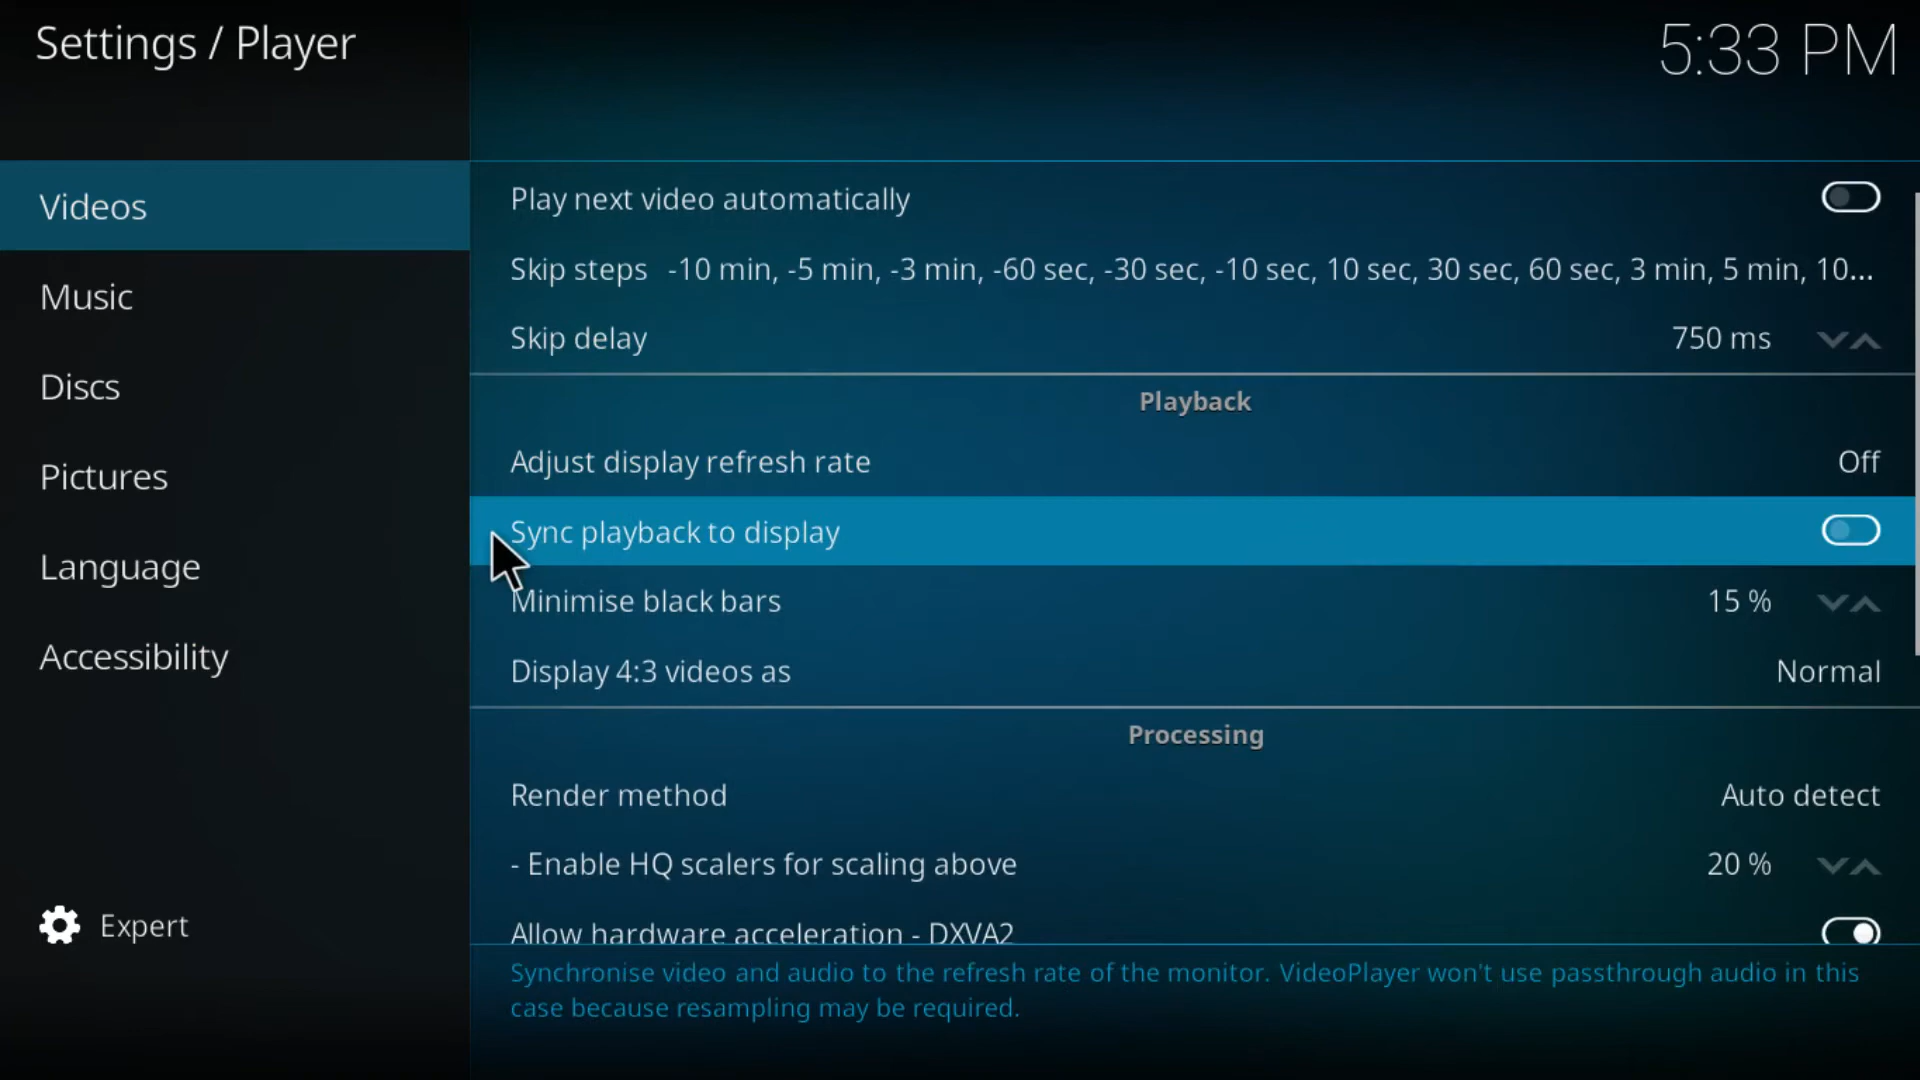 Settings / Player
5:33 PM
Videos
Music
Discs
Pictures
Language
Accessibility
Expert
Play next video automatically
Skip steps -10 min, -5 min, -3 min, -60 sec, -30 sec, -10 sec, 10 sec, 30 sec, 60 sec, 3 min, 5 min, 10...
Skip delay 750 ms
Playback
Adjust display refresh rate Off
Sync playback to display
Minimise black bars 15 %
Display 4:3 videos as Normal
Processing
Render method Auto detect
- Enable HQ scalers for scaling above 20 %
Allow hardware acceleration - DXVA2
Synchronise video and audio to the refresh rate of the monitor. VideoPlayer won't use passthrough audio in this
case because resampling may be required.